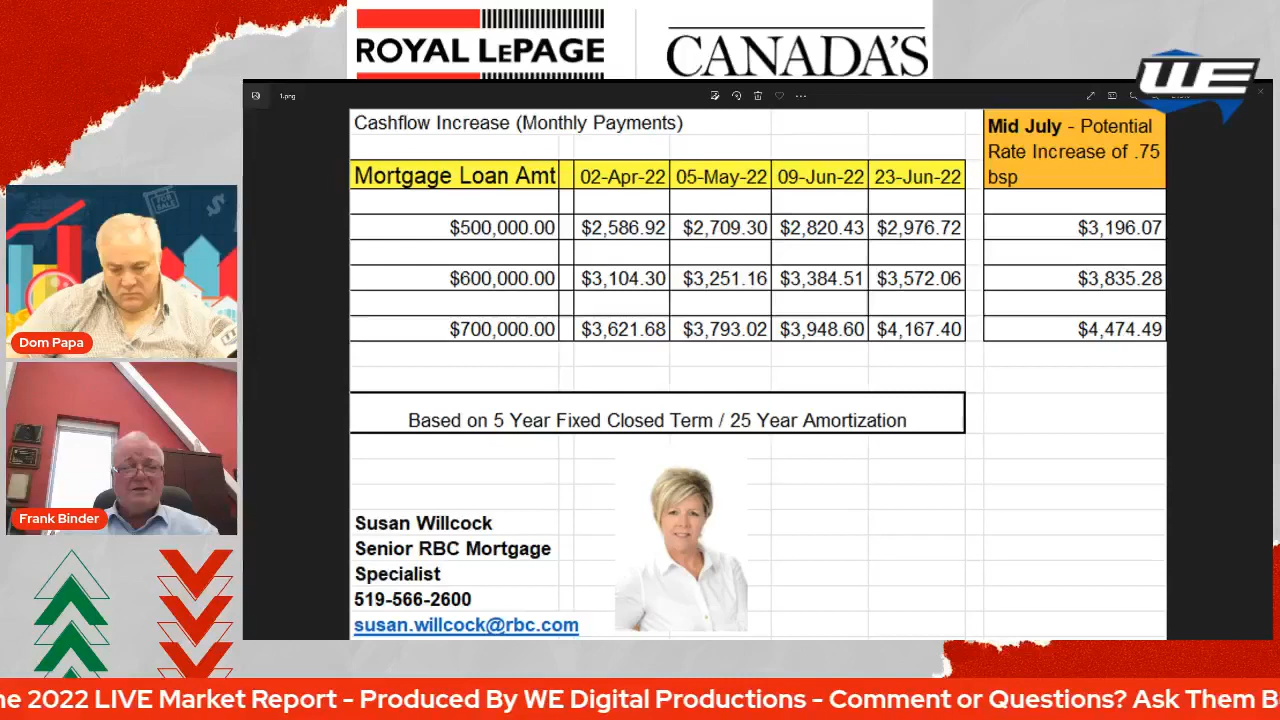 ROYAL LEPAGE
CANADA'S
WE
1.png
Cashflow Increase (Monthly Payments)
Mid July - Potential
Rate Increase of .75
bsp
Mortgage Loan Amt 02-Apr-22 05-May-22 09-Jun-22 23-Jun-22
$500,000.00 $2,586.92 $2,709.30 $2,820.43 $2,976.72 $3,196.07
$600,000.00 $3,104.30 $3,251.16 $3,384.51 $3,572.06 $3,835.28
$700,000.00 $3,621.68 $3,793.02 $3,948.60 $4,167.40 $4,474.49
Based on 5 Year Fixed Closed Term / 25 Year Amortization
Dom Papa
Frank Binder
Susan Willcock
Senior RBC Mortgage
Specialist
519-566-2600
susan.willcock@rbc.com
ne 2022 LIVE Market Report - Produced By WE Digital Productions - Comment or Questions? Ask Them B